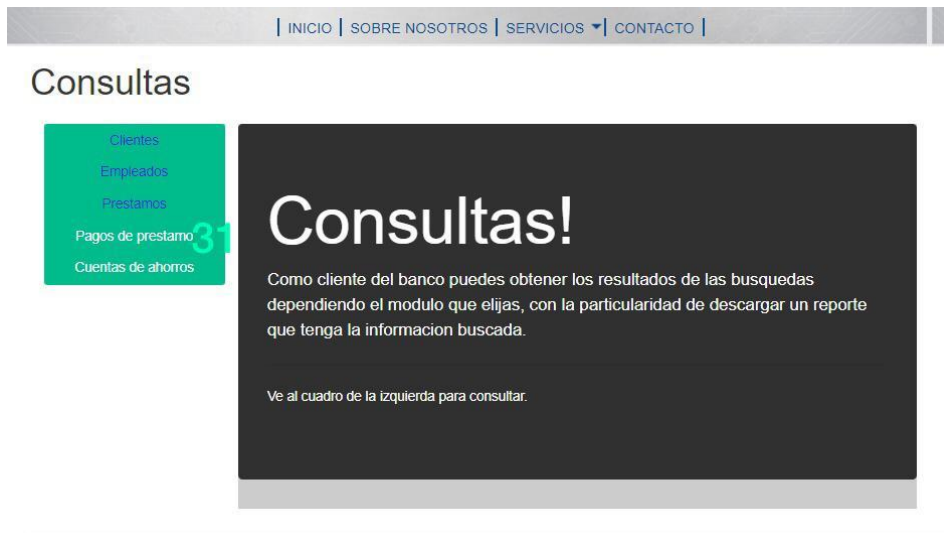 | INICIO | SOBRE NOSOTROS | SERVICIOS | CONTACTO |
Consultas
Clientes
Empleados
Prestamos
Pagos de prestamo
31
Cuentas de ahorros
Consultas!
Como cliente del banco puedes obtener los resultados de las busquedas
dependiendo el modulo que elijas, con la particularidad de descargar un reporte
que tenga la informacion buscada.
Ve al cuadro de la izquierda para consultar.